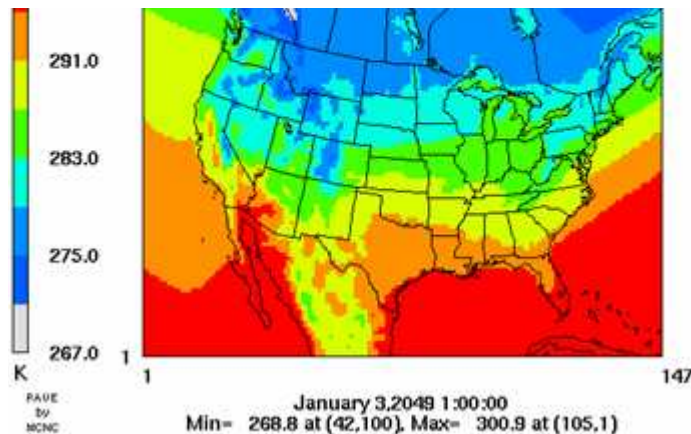 291.0
283.0
275.0
267.0
K
PAVE
by
MCNC
1
1
147
January 3,2049 1:00:00
Min= 268.8 at (42,100), Max= 300.9 at (105,1)